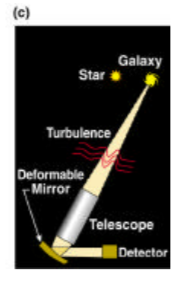 (c)
Galaxy
Star
Turbulence
Deformable
Mirror
Telescope
Detector